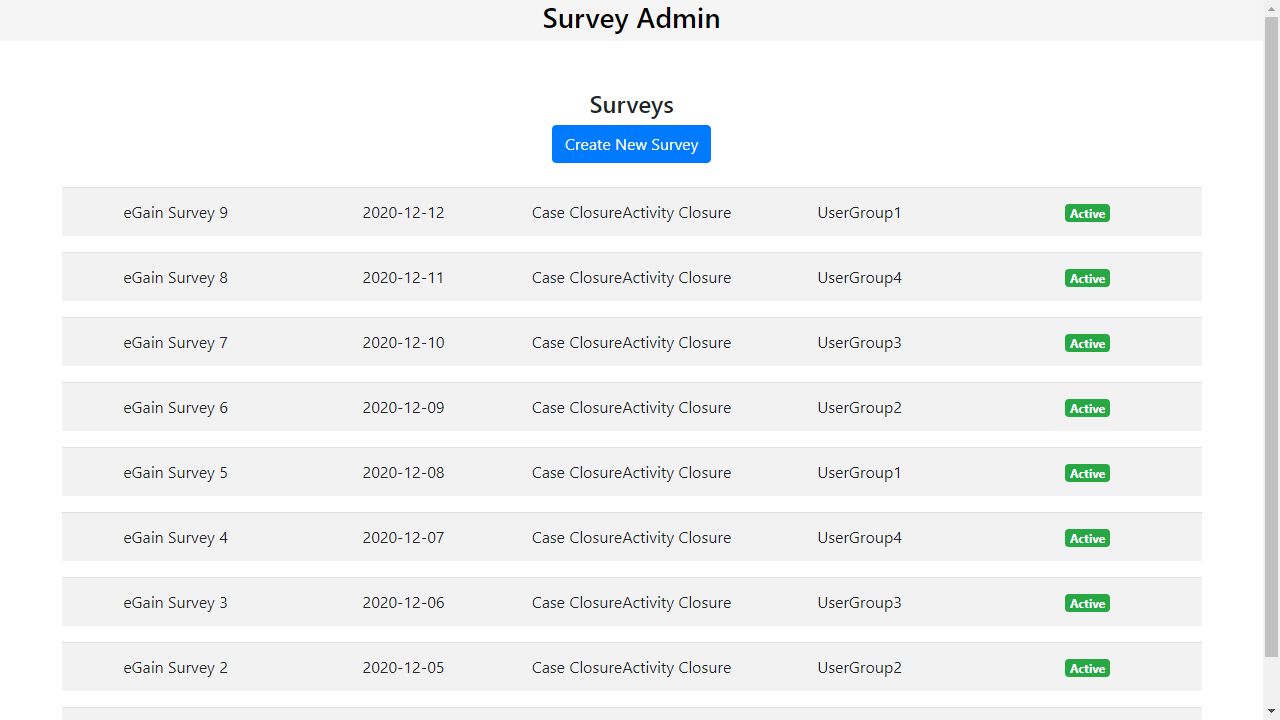 Survey Admin
Surveys
Create New Survey
eGain Survey 9 2020-12-12 Case ClosureActivity Closure UserGroup1 Active
eGain Survey 8 2020-12-11 Case ClosureActivity Closure UserGroup4 Active
eGain Survey 7 2020-12-10 Case ClosureActivity Closure UserGroup3 Active
eGain Survey 6 2020-12-09 Case ClosureActivity Closure UserGroup2 Active
eGain Survey 5 2020-12-08 Case ClosureActivity Closure UserGroup1 Active
eGain Survey 4 2020-12-07 Case ClosureActivity Closure UserGroup4 Active
eGain Survey 3 2020-12-06 Case ClosureActivity Closure UserGroup3 Active
eGain Survey 2 2020-12-05 Case ClosureActivity Closure UserGroup2 Active